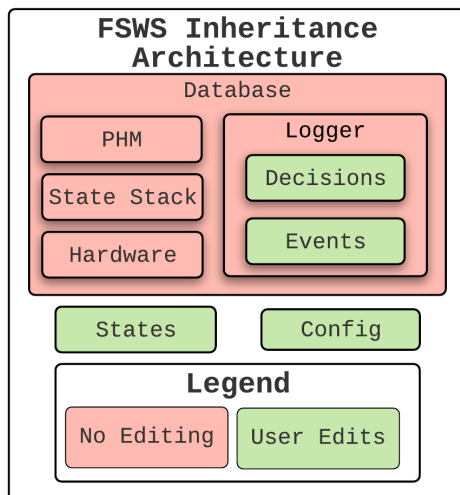 FSWS Inheritance
Architecture
Database
PHM
State Stack
Hardware
Logger
Decisions
Events
States
Config
Legend
No Editing
User Edits